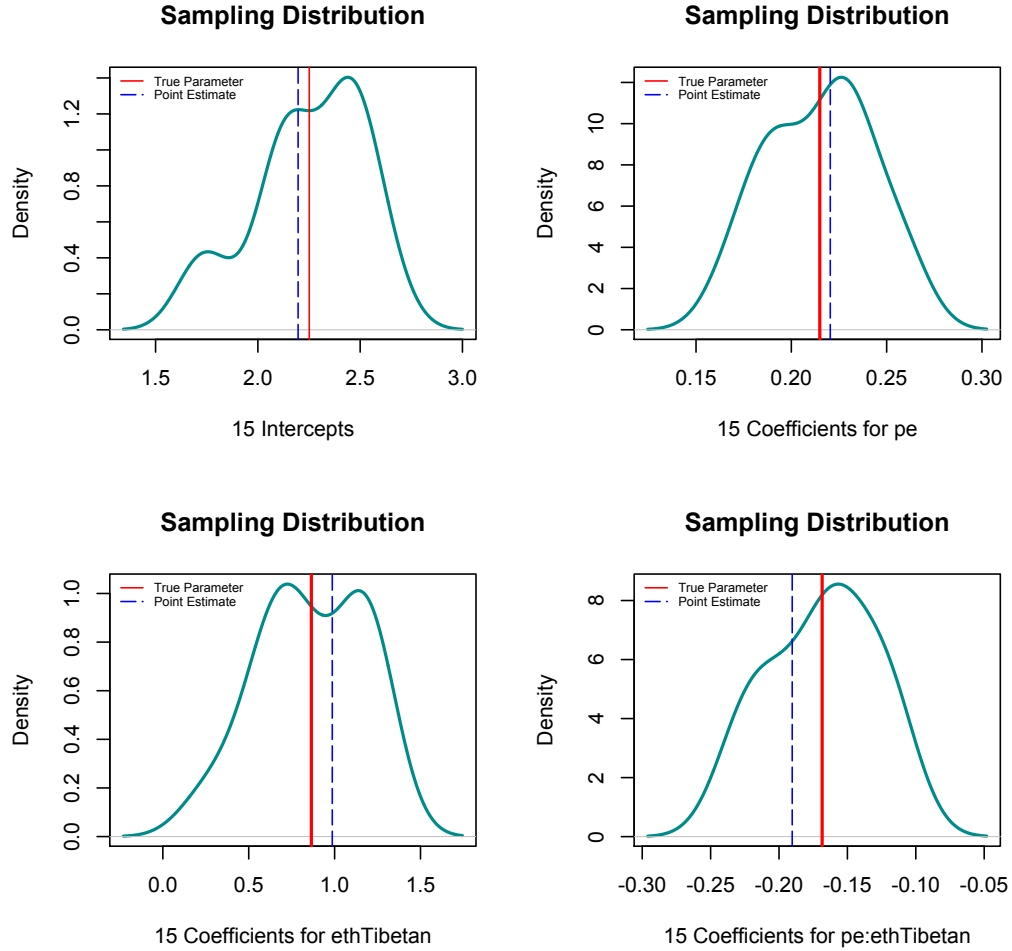 Sampling Distribution
True Parameter
Point Estimate
Density
0.0
0.4
0.8
1.2
1.5 2.0 2.5 3.0
15 Intercepts
Sampling Distribution
True Parameter
Point Estimate
Density
0
2
4
6
8
10
0.15 0.20 0.25 0.30
15 Coefficients for pe
Sampling Distribution
True Parameter
Point Estimate
Density
0.0
0.2
0.4
0.6
0.8
1.0
0.0 0.5 1.0 1.5
15 Coefficients for ethTibetan
Sampling Distribution
True Parameter
Point Estimate
Density
0
2
4
6
8
-0.30 -0.25 -0.20 -0.15 -0.10 -0.05
15 Coefficients for pe:ethTibetan